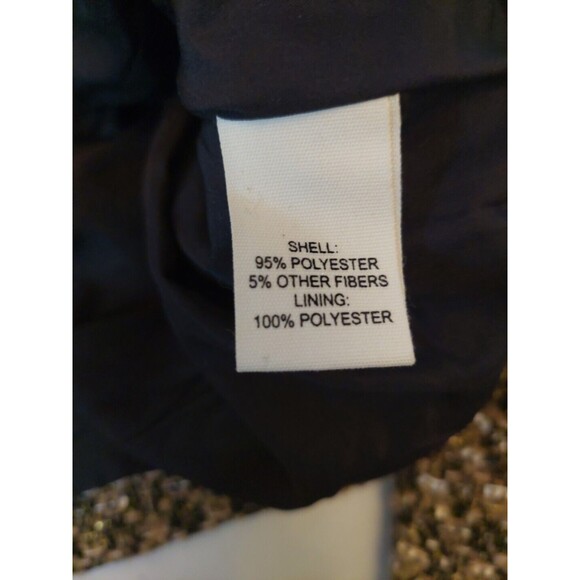 SHELL:
95% POLYESTER
5% OTHER FIBERS
LINING:
100% POLYESTER